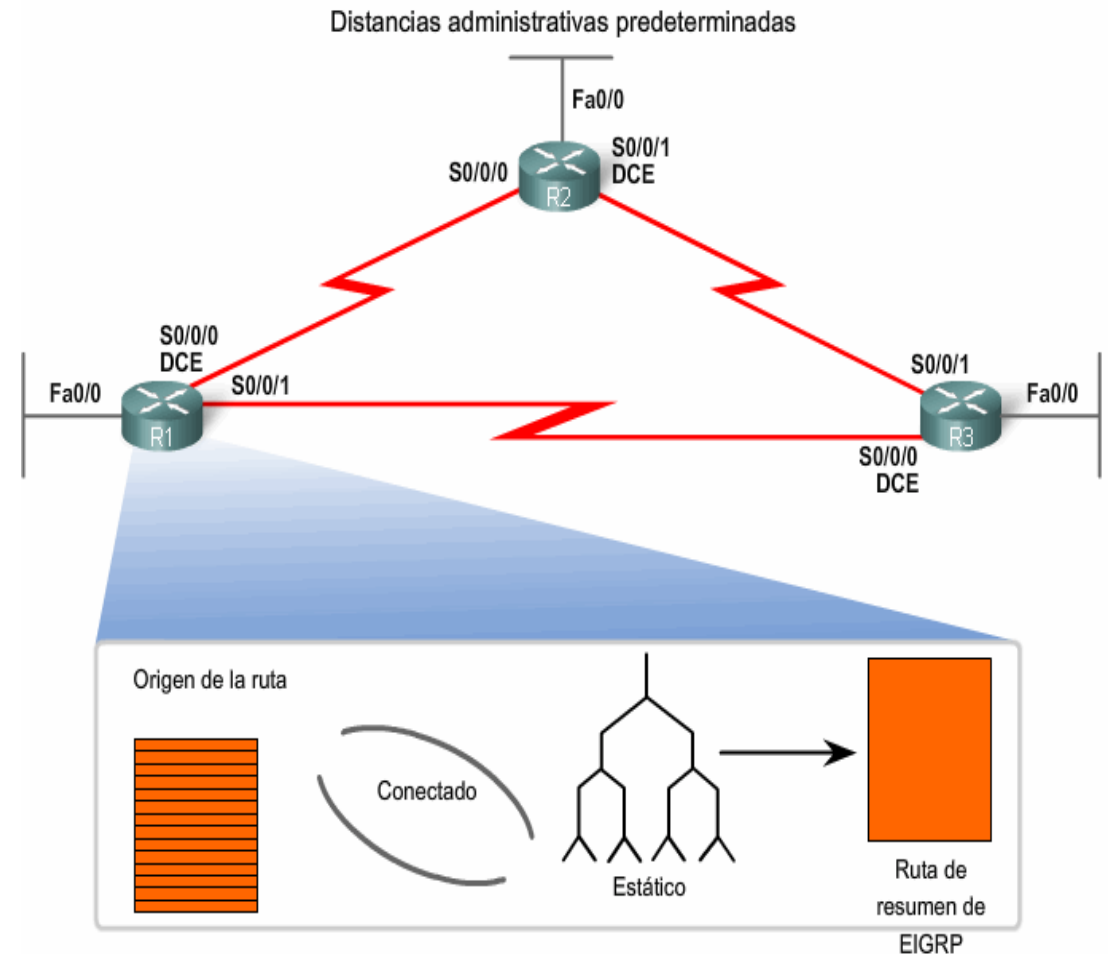 Distancias administrativas predeterminadas
Fa0/0
S0/0/0
S0/0/1
DCE
R2
S0/0/0
DCE
Fa0/0
S0/0/1
R1
S0/0/1
Fa0/0
R3
S0/0/0
DCE
Origen de la ruta
Conectado
Estático
Ruta de
resumen de
EIGRP